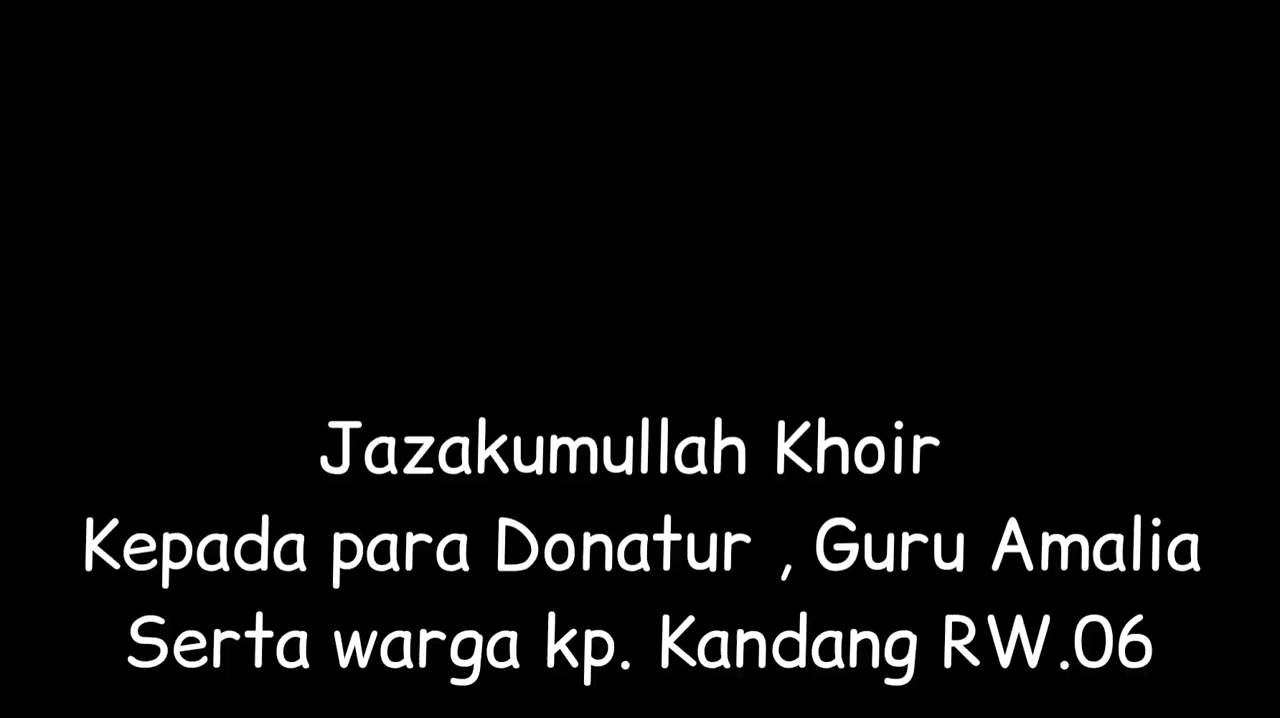 Jazakumullah Khoir
Kepada para Donatur , Guru Amalia
Serta warga kp. Kandang RW.06